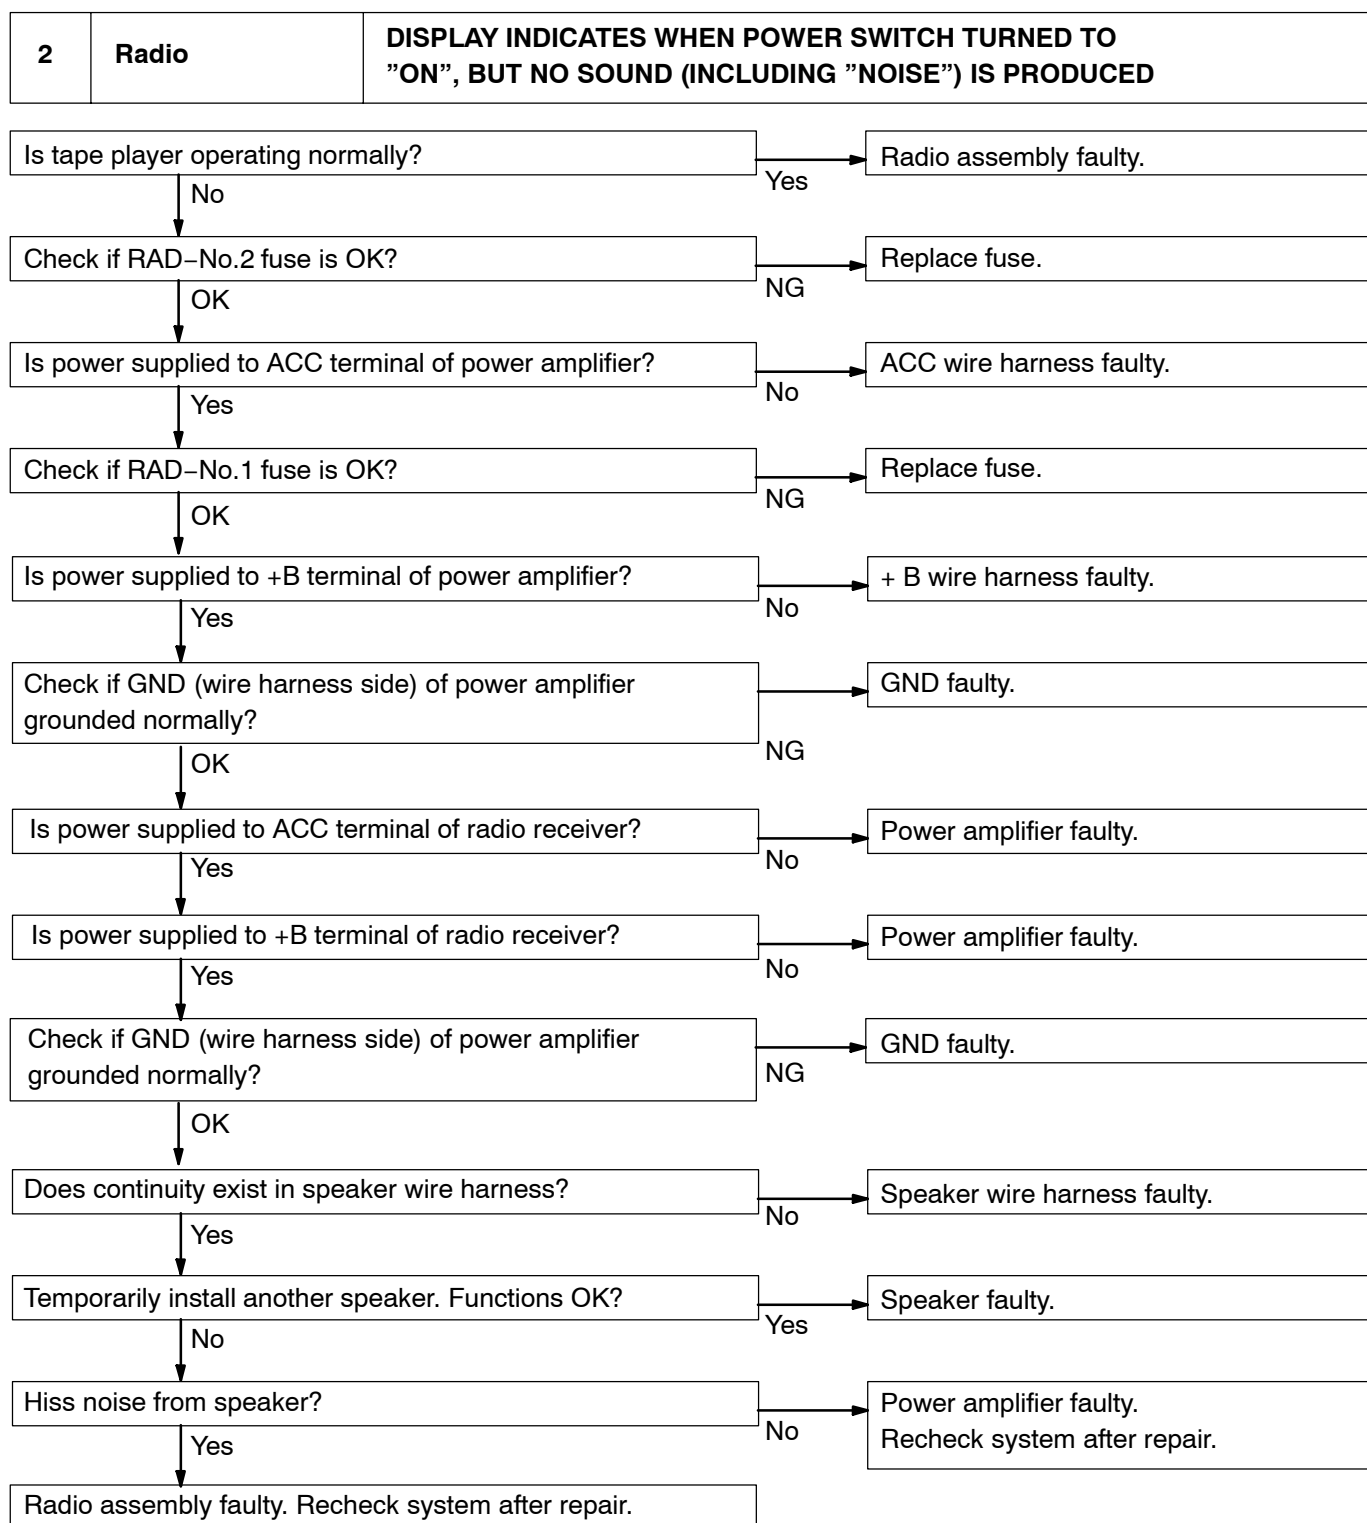 2
Radio
DISPLAY INDICATES WHEN POWER SWITCH TURNED TO
”ON”, BUT NO SOUND (INCLUDING ”NOISE”) IS PRODUCED
Is tape player operating normally?
Yes
Radio assembly faulty.
No
Check if RAD–No.2 fuse is OK?
NG
Replace fuse.
OK
Is power supplied to ACC terminal of power amplifier?
No
ACC wire harness faulty.
Yes
Check if RAD–No.1 fuse is OK?
NG
Replace fuse.
OK
Is power supplied to +B terminal of power amplifier?
No
+ B wire harness faulty.
Yes
Check if GND (wire harness side) of power amplifier
grounded normally?
NG
GND faulty.
OK
Is power supplied to ACC terminal of radio receiver?
No
Power amplifier faulty.
Yes
Is power supplied to +B terminal of radio receiver?
No
Power amplifier faulty.
Yes
Check if GND (wire harness side) of power amplifier
grounded normally?
NG
GND faulty.
OK
Does continuity exist in speaker wire harness?
No
Speaker wire harness faulty.
Yes
Temporarily install another speaker. Functions OK?
Yes
Speaker faulty.
No
Hiss noise from speaker?
No
Power amplifier faulty.
Recheck system after repair.
Yes
Radio assembly faulty. Recheck system after repair.